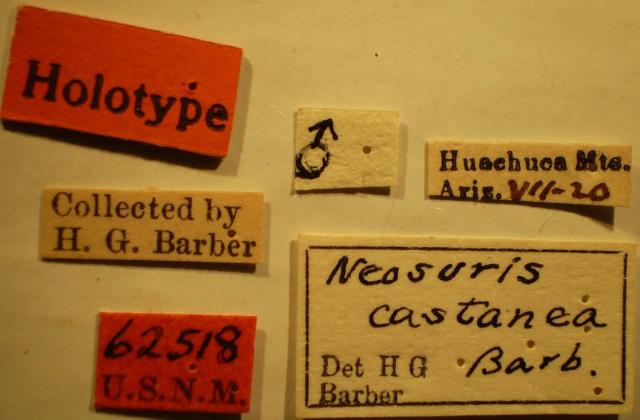 Holotype
♂
Huachuca Mts.
Ariz. VII-20
Collected by
H. G. Barber
Neosuris
castanea
Barb.
Det H G
Barber
62518
U.S.N.M.